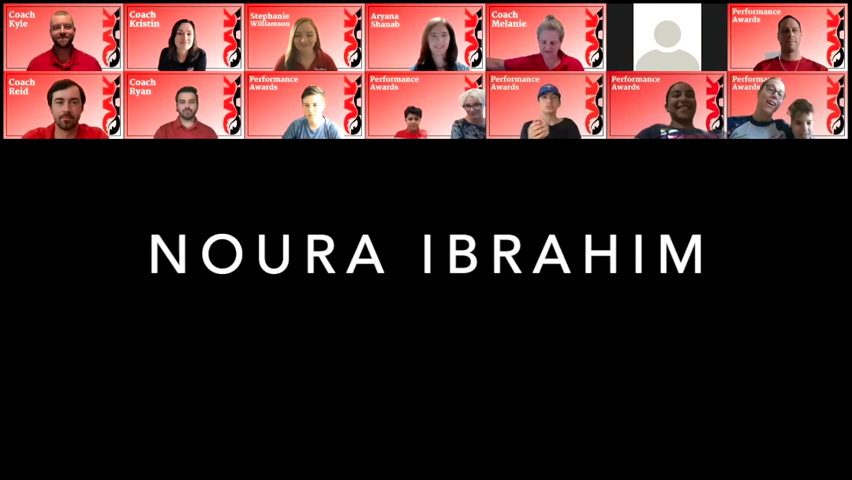 Coach
Kyle
Coach
Kristin
Stephanie
Williamson
Aryana
Shanab
Coach
Melanie
Performance
Awards
Coach
Reid
Coach
Ryan
Performance
Awards
Performance
Awards
Performance
Awards
Performance
Awards
Performance
Awards
NOURA IBRAHIM